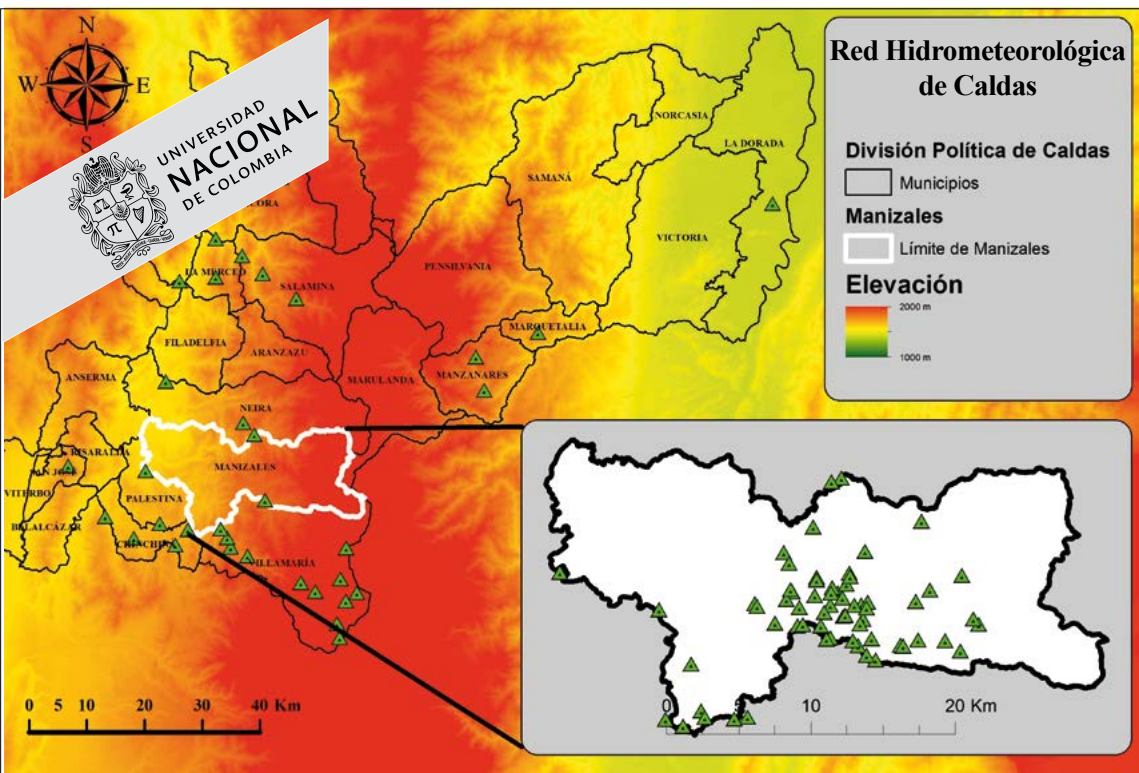 N
W
E
S
UNIVERSIDAD
NACIONAL
DE COLOMBIA
Red Hidrometeorológica
de Caldas
División Política de Caldas
Municipios
Manizales
Límite de Manizales
Elevación
2000 m
1000 m
NORCASIA
LA DORADA
SAMANÁ
VICTORIA
PENSILVANIA
LA MERCED
SALAMINA
MARQUETALIA
FILADELFIA
ARANZAZU
MARULANDA
MANZANARES
ANSERMA
NEIRA
MANIZALES
RISARALDA
SAN JOSÉ
VITERBO
PALESTINA
BELALCÁZAR
CHINCHINÁ
VILLAMARÍA
0 5 10 20 30 40 Km
0 5 10 20 Km